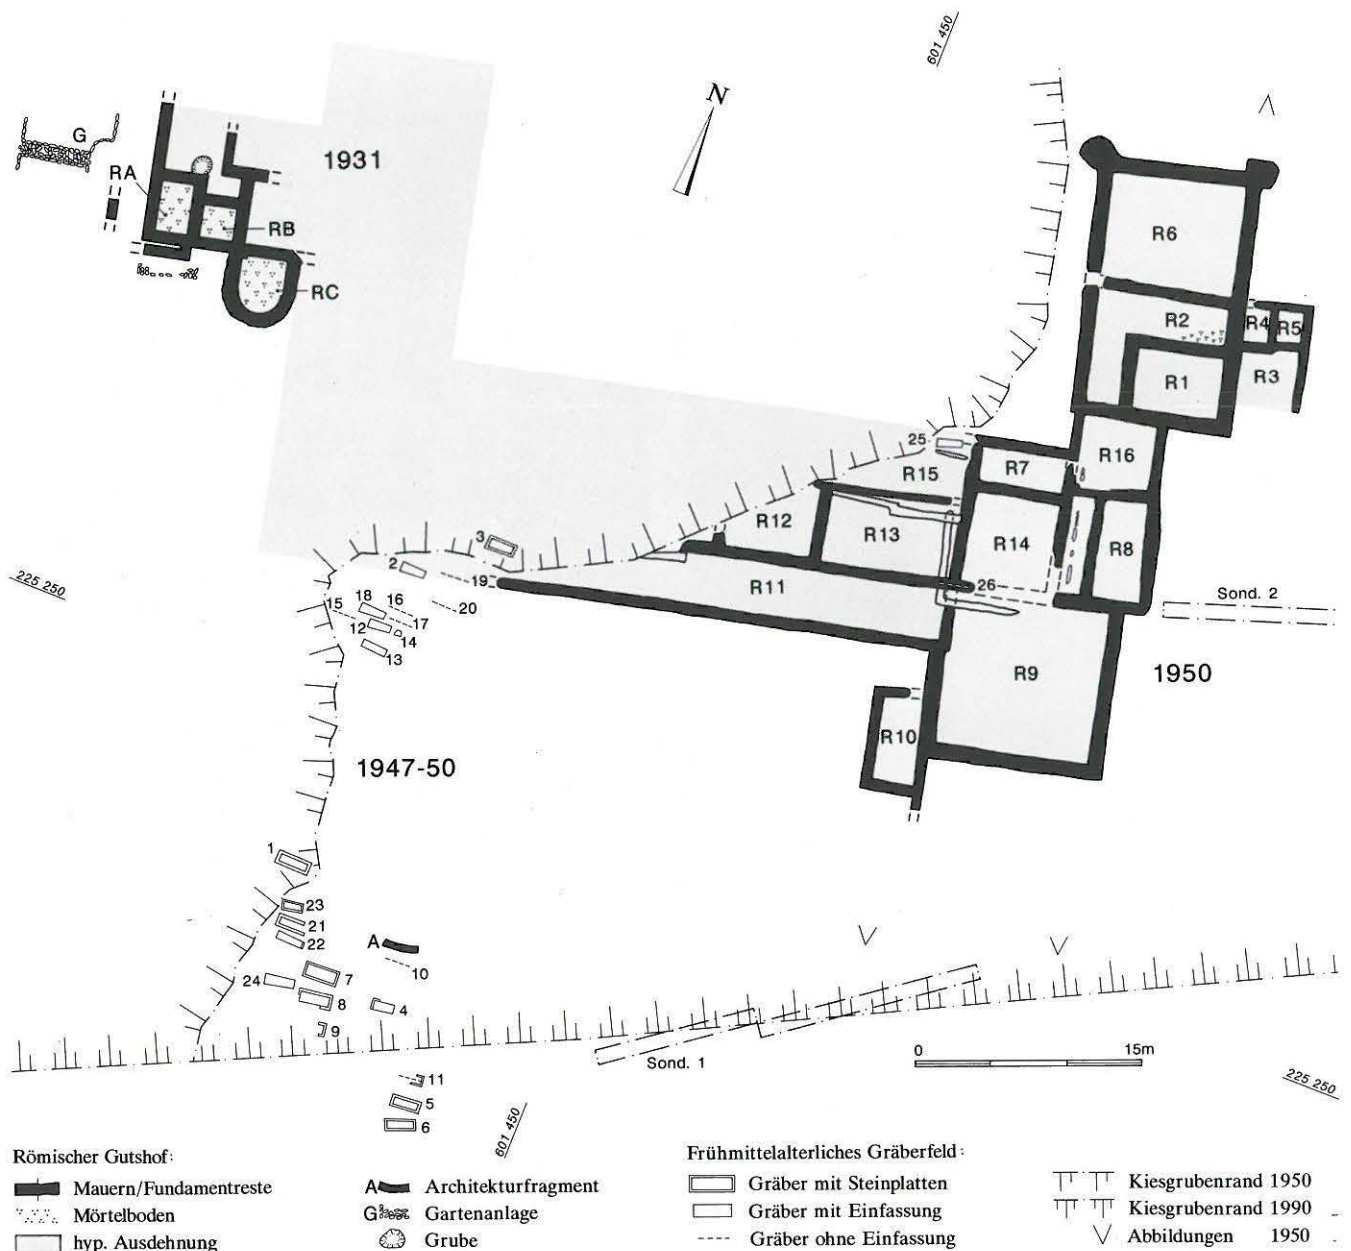 601 450
N
G
1931
RA
RB
RC
R6
R2
R4
R5
R1
R3
25
R15
R7
R16
R12
R13
R14
R8
3
2
19
R11
26
225 250
15
18
16
20
17
12
14
13
Sond. 2
R9
1950
R10
1947-50
1
23
21
22
A
10
24
7
8
4
9
Sond. 1
0 15m
11
5
6
601 450
225 250
Römischer Gutshof:
Mauern/Fundamentreste
Mörtelboden
hyp. Ausdehnung
A Architekturfragment
G Gartenanlage
Grube
Frühmittelalterliches Gräberfeld:
Gräber mit Steinplatten
Gräber mit Einfassung
Gräber ohne Einfassung
Kiesgrubenrand 1950
Kiesgrubenrand 1990
Abbildungen 1950